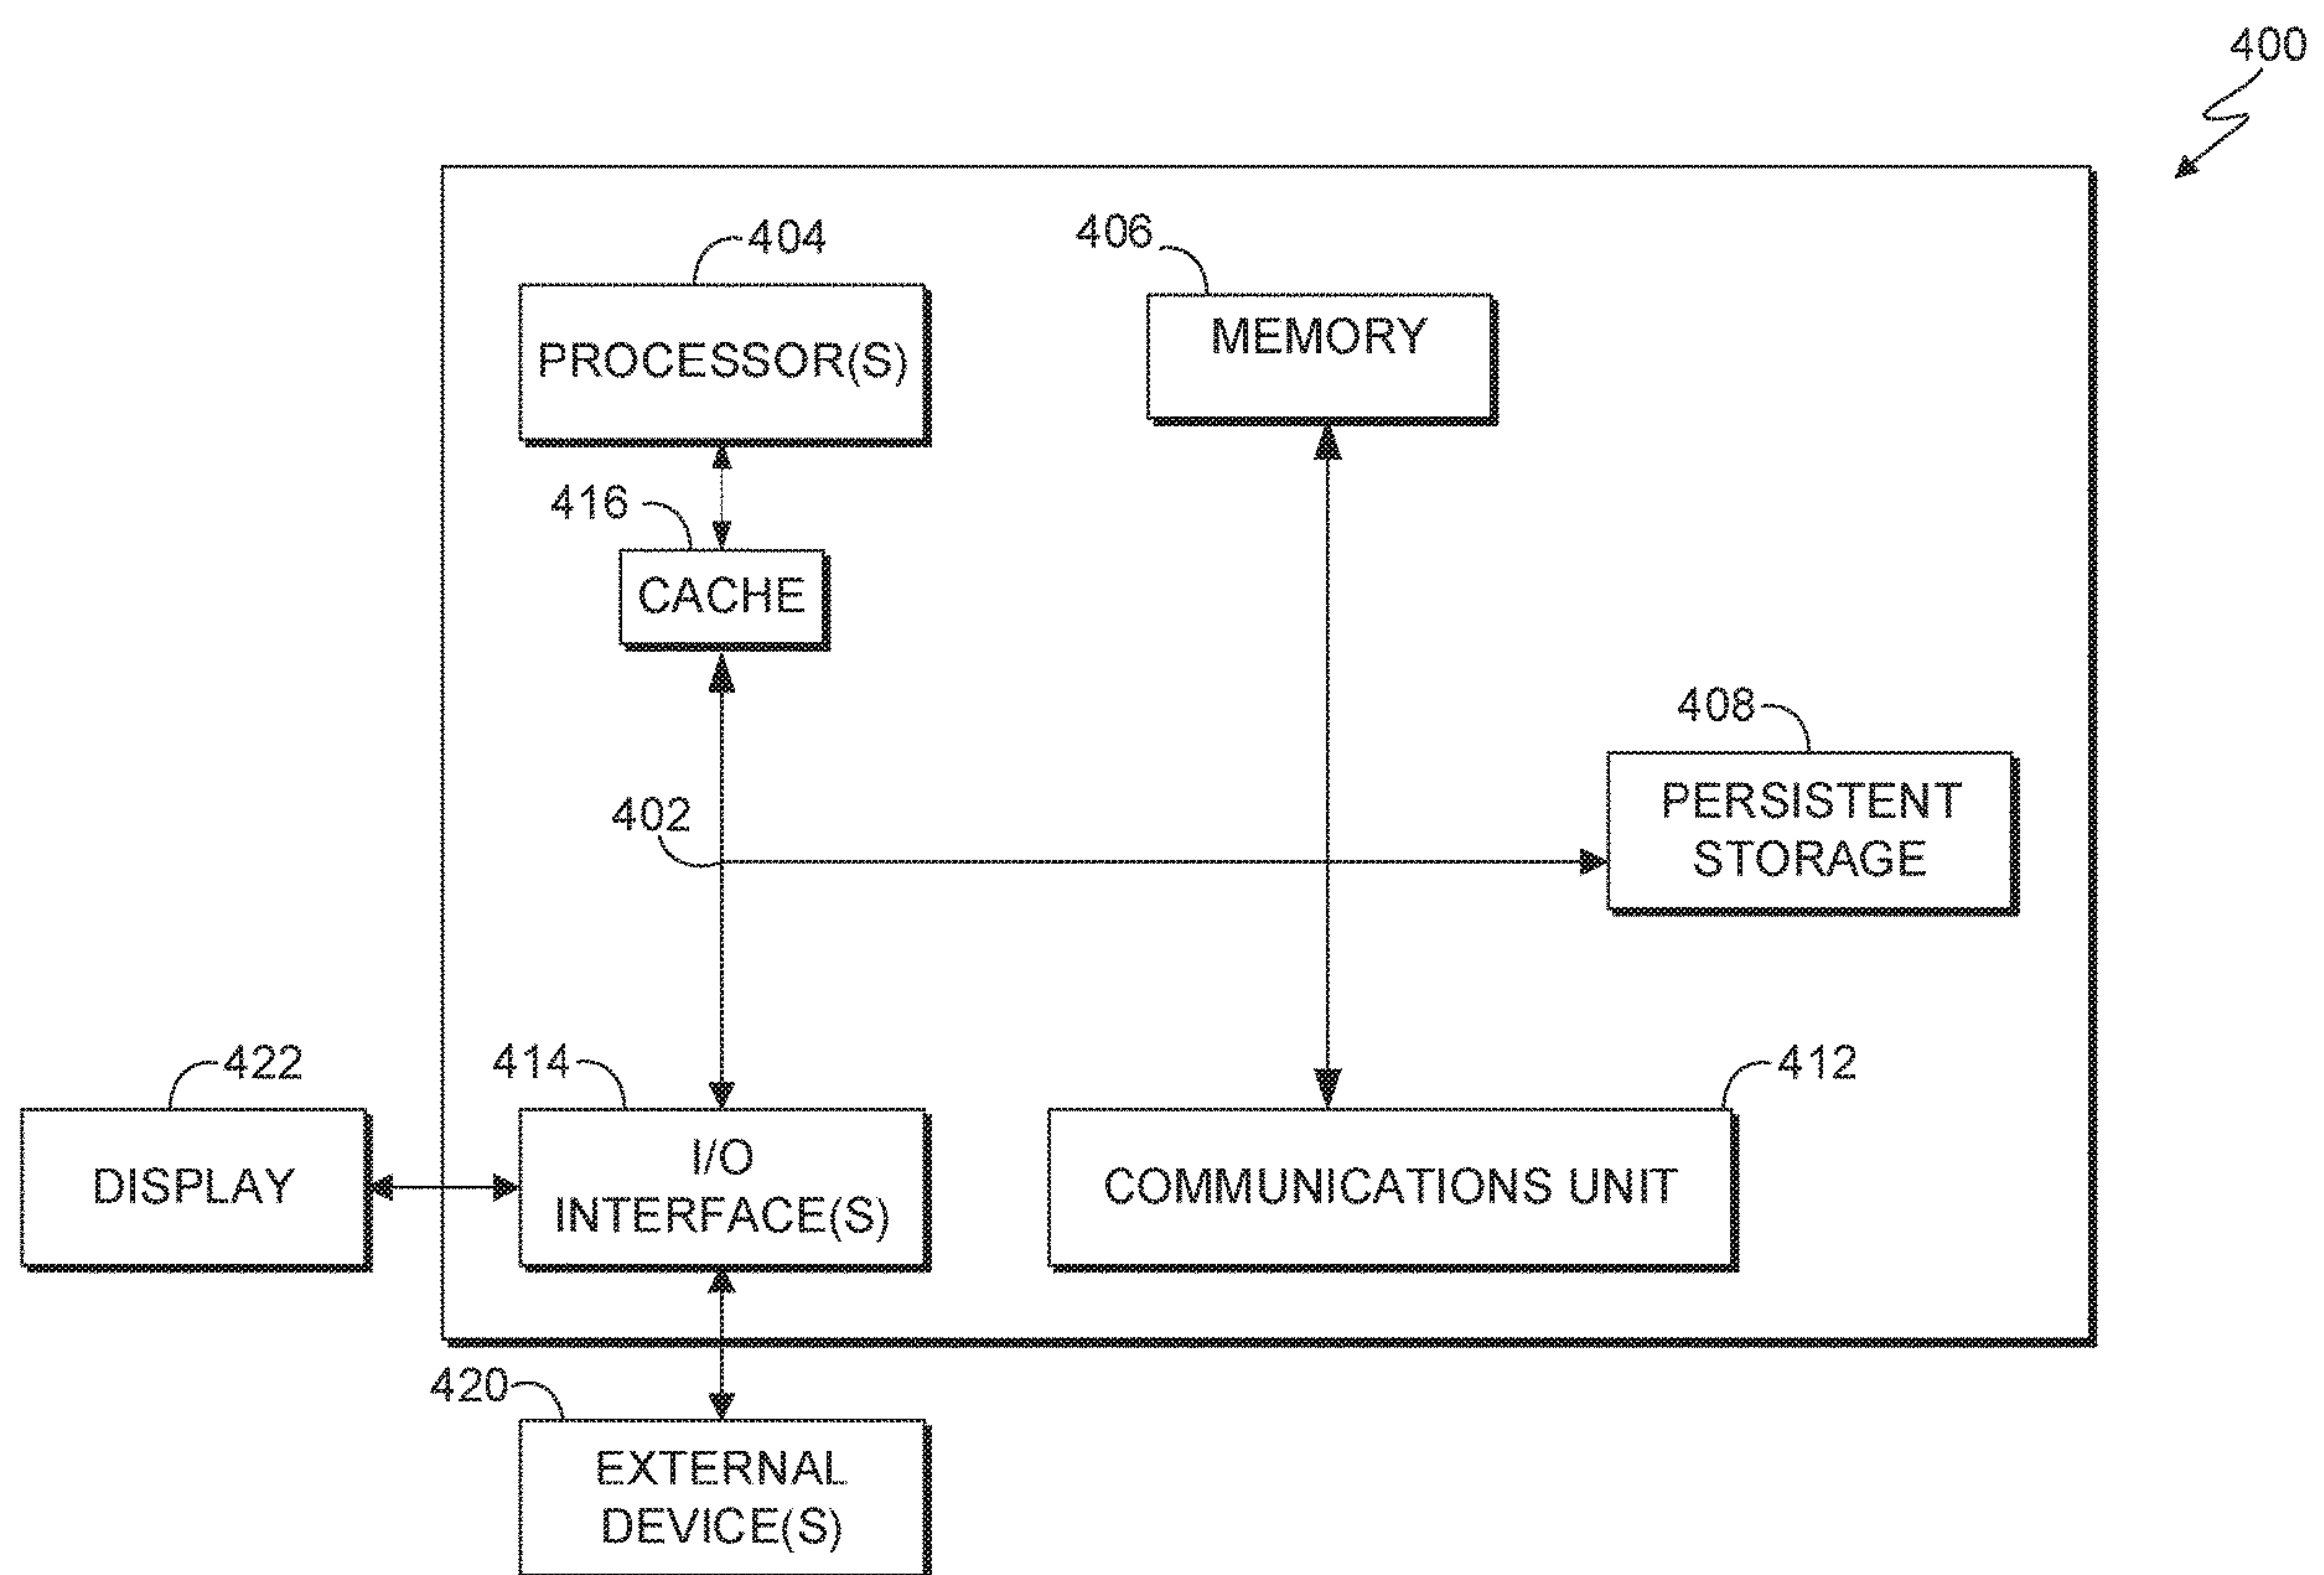 400
404
406
PROCESSOR(S)
MEMORY
416
CACHE
408
PERSISTENT
STORAGE
402
422
414
412
DISPLAY
I/O
INTERFACE(S)
COMMUNICATIONS UNIT
420
EXTERNAL
DEVICE(S)